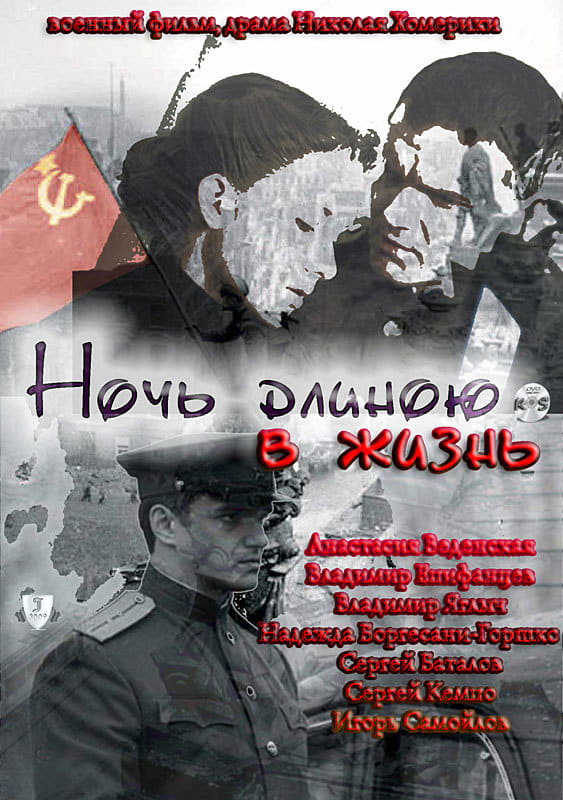 военный фильм, драма Николая Хомерики
Ночь длиною
в жизнь
DVD
Анастасия Веденская
Владимир Епифанцев
Владимир Яглыч
Надежда Боргесани-Горшко
Сергей Баталов
Сергей Кемпо
Игорь Самойлов